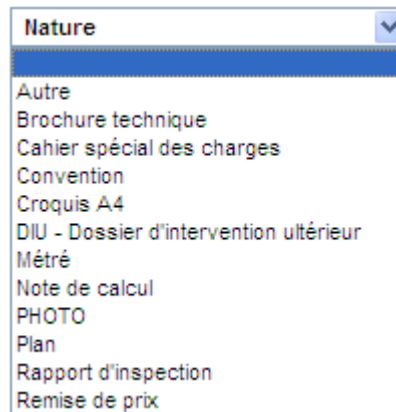 Nature
Autre
Brochure technique
Cahier spécial des charges
Convention
Croquis A4
DIU - Dossier d'intervention ultérieur
Métré
Note de calcul
PHOTO
Plan
Rapport d'inspection
Remise de prix